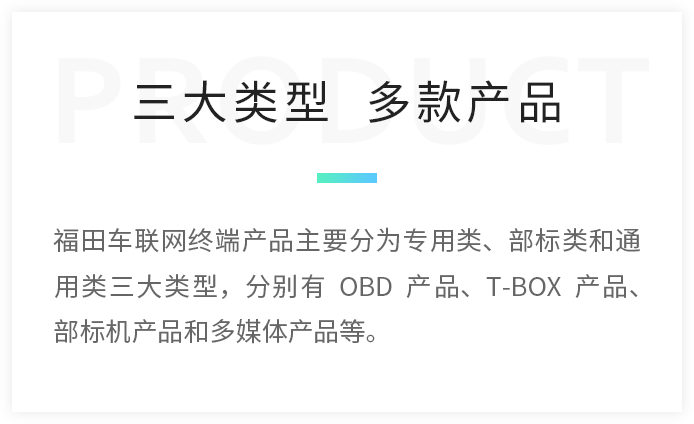 PRODUCT
三大类型 多款产品
福田车联网终端产品主要分为专用类、部标类和通
用类三大类型，分别有 OBD 产品、T-BOX 产品、
部标机产品和多媒体产品等。